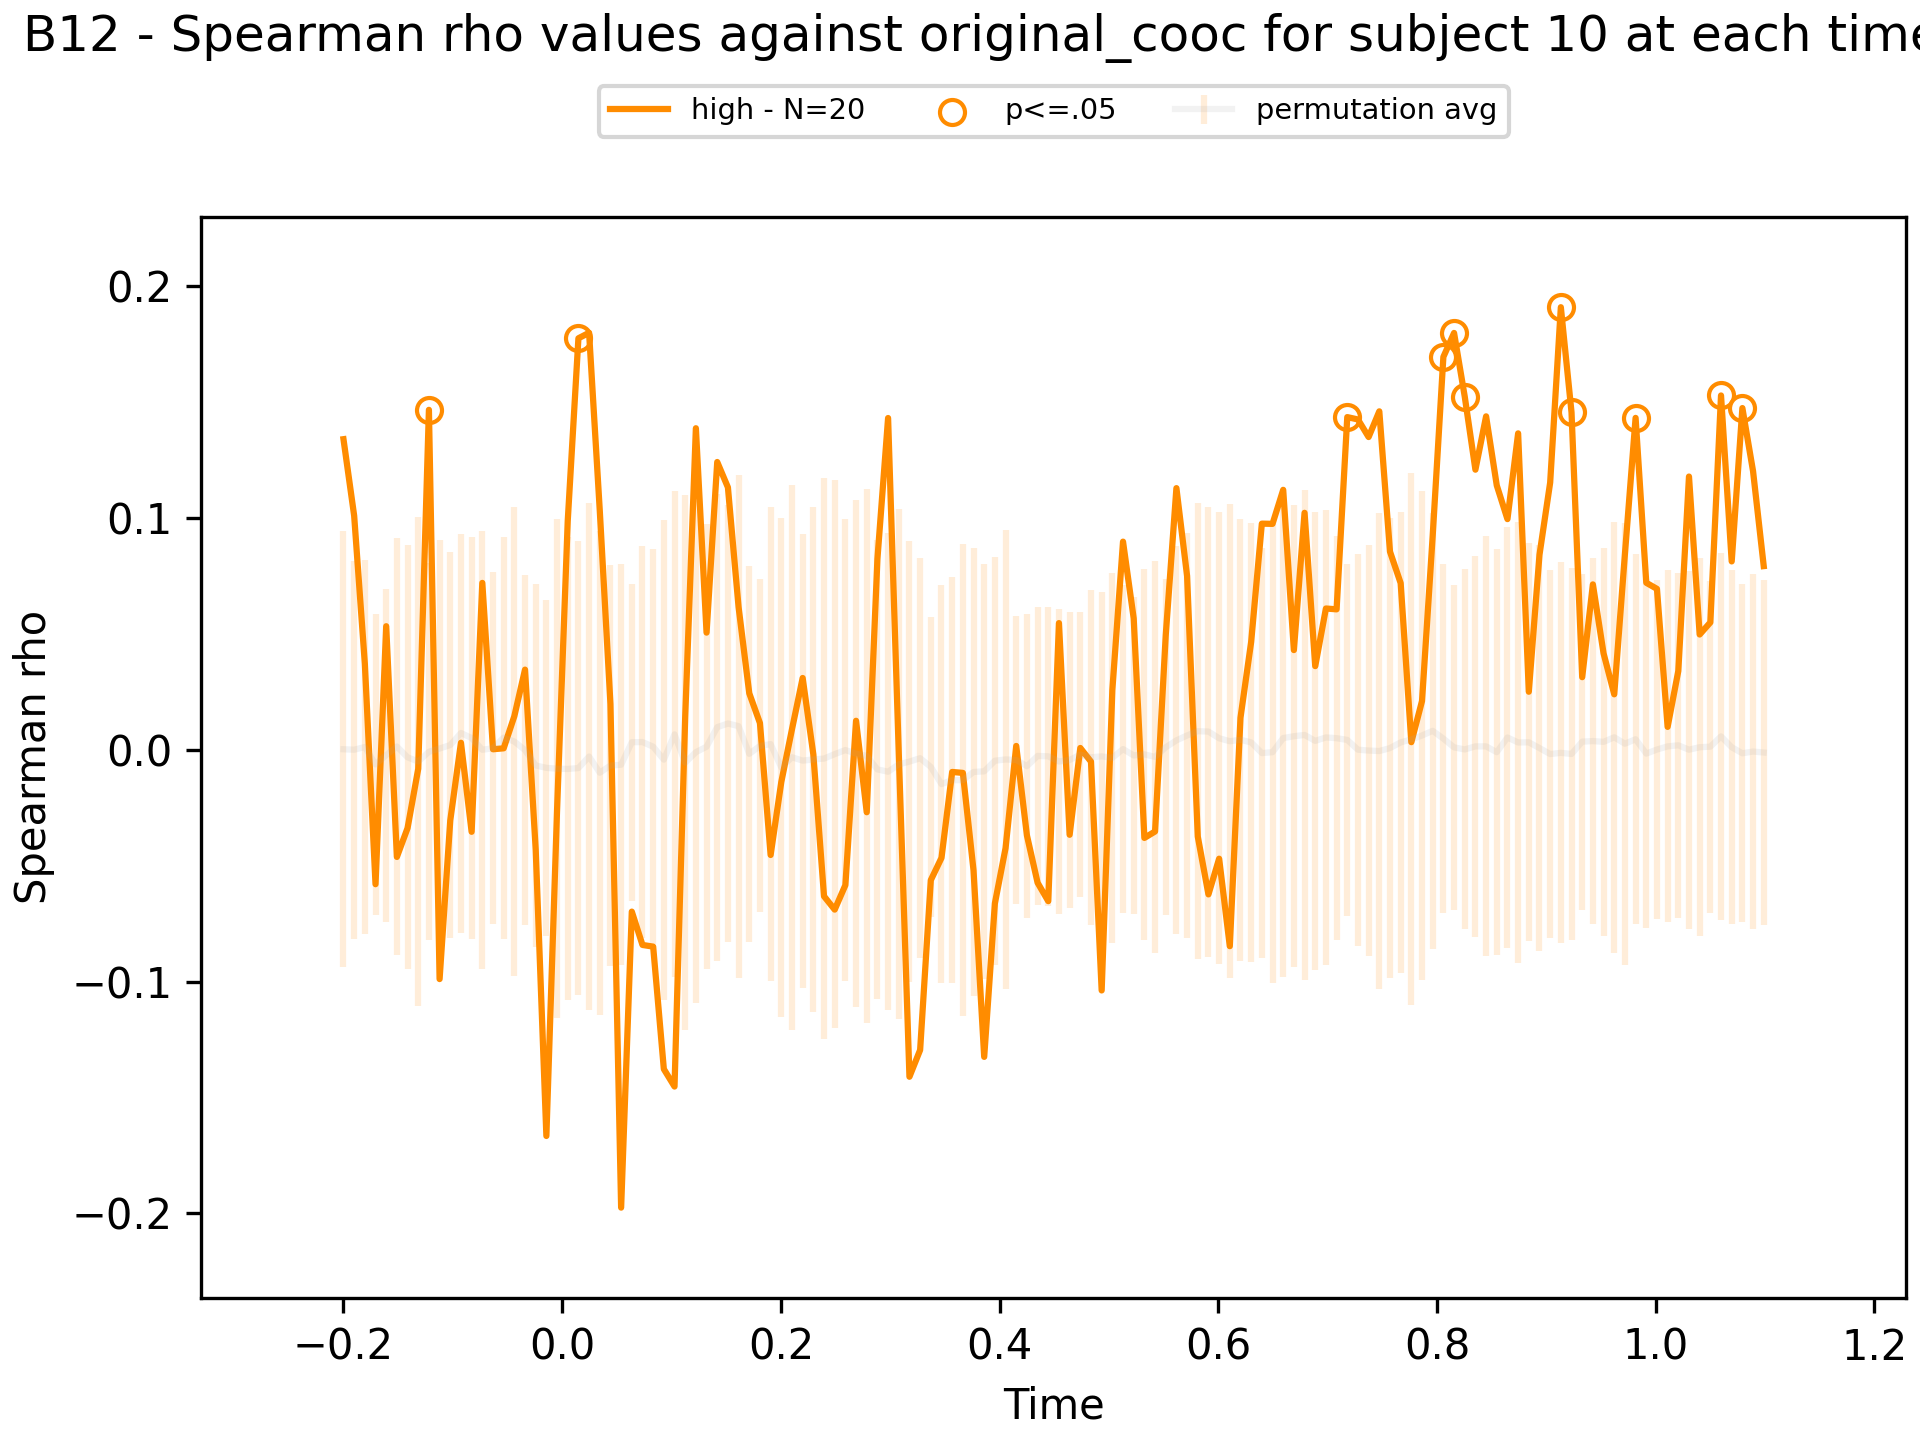 B12 - Spearman rho values against original_cooc for subject 10 at each time
high - N=20
p<=.05
permutation avg
0.2
0.1
0.0
−0.1
−0.2
Spearman rho
−0.2 0.0 0.2 0.4 0.6 0.8 1.0 1.2
Time